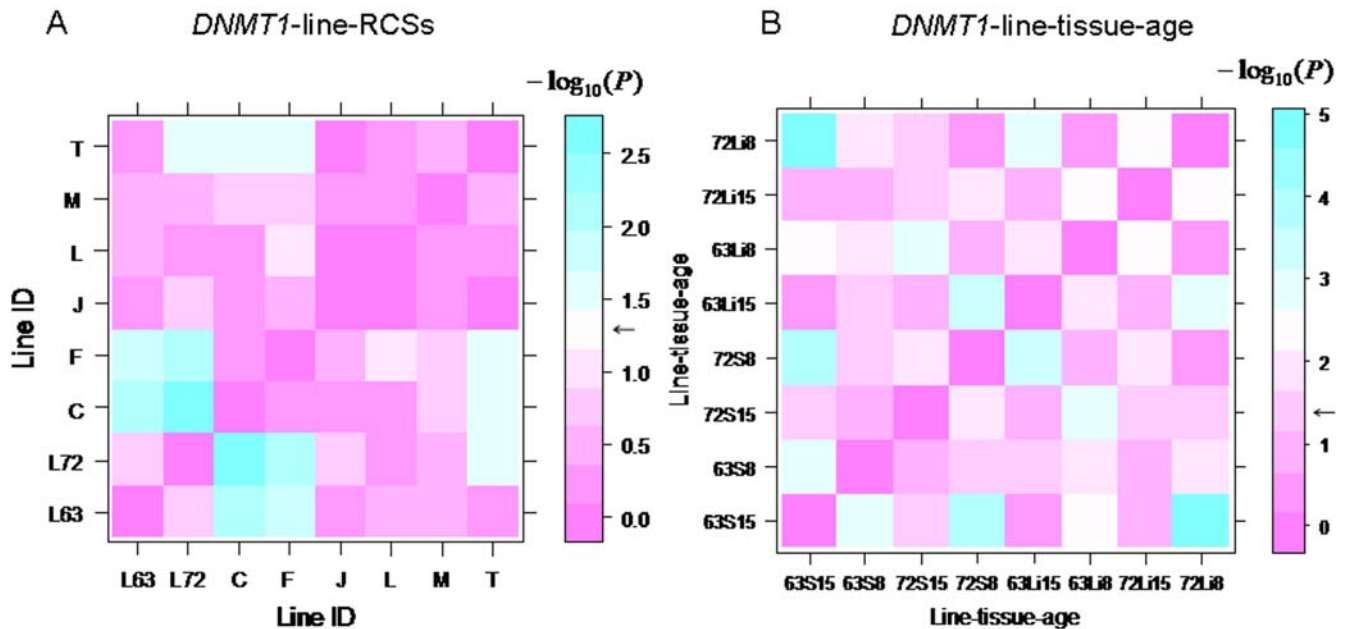 A DNMT1-line-RCSs
−log10(P)
T
M
L
J
F
C
L72
L63
Line ID
L63 L72 C F J L M T
Line ID
2.5
2.0
1.5
←
1.0
0.5
0.0
B DNMT1-line-tissue-age
−log10(P)
72Li8
72Li15
63Li8
63Li15
72S8
72S15
63S8
63S15
Line-tissue-age
63S15 63S8 72S15 72S8 63Li15 63Li8 72Li15 72Li8
Line-tissue-age
5
4
3
2
←
1
0